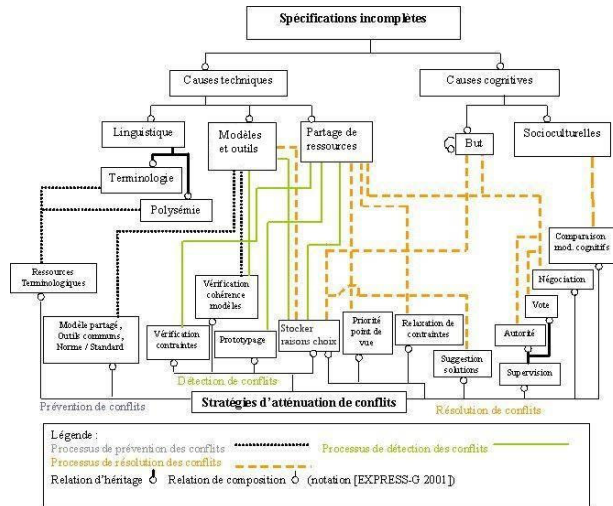 Spécifications incomplètes
Causes techniques
Causes cognitives
Linguistique
Modèles
et outils
Partage de
ressources
But
Socioculturelles
Terminologie
Polysémie
Comparaison
mod. cognitifs
Ressources
Terminologiques
Vérification
cohérence
modèles
Négociation
Vote
Modèle partagé,
Outils communs,
Norme / Standard
Vérification
contraintes
Prototypage
Stocker
raisons choix
Priorité
point de
vue
Relaxation de
contraintes
Autorité
Suggestion
solutions
Supervision
Détection de conflits
Prévention de conflits
Stratégies d'atténuation de conflits
Résolution de conflits
Légende :
Processus de prévention des conflits
Processus de détection des conflits
Processus de résolution des conflits
Relation d'héritage
Relation de composition
(notation [EXPRESS-G 2001])